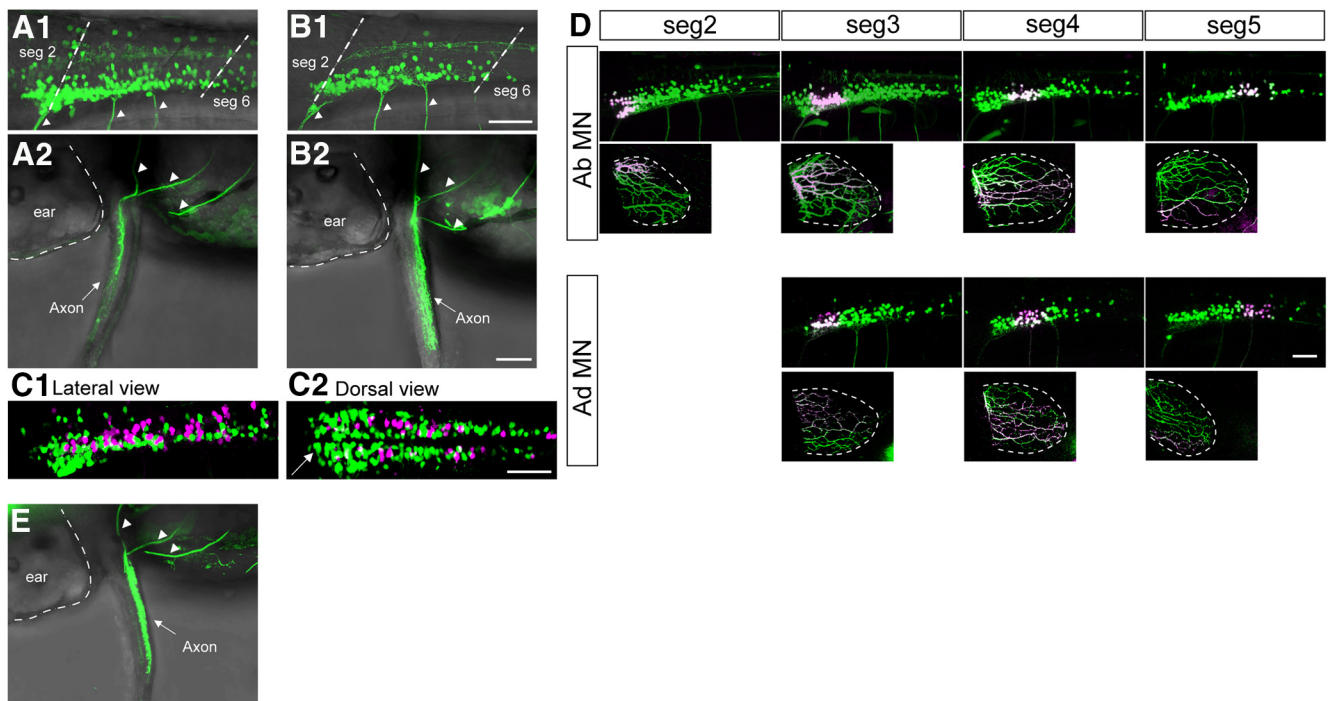 A1
seg 2
seg 6
B1
seg 2
seg 6
A2
ear
Axon
B2
ear
Axon
C1 Lateral view
C2 Dorsal view
D
seg2
seg3
seg4
seg5
Ab MN
Ad MN
E
ear
Axon